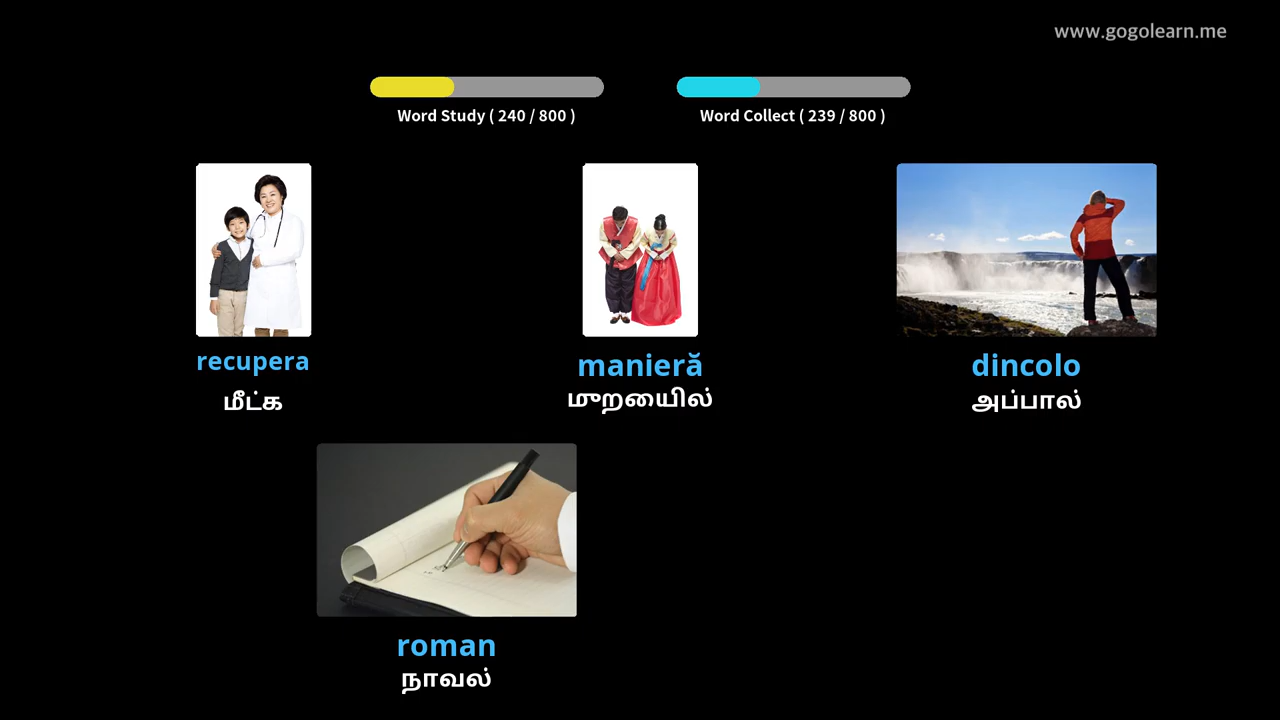 www.gogolearn.me
Word Study ( 240 / 800 )
Word Collect ( 239 / 800 )
recupera
மீட்க
manieră
முறையில்
dincolo
அப்பால்
roman
நாவல்